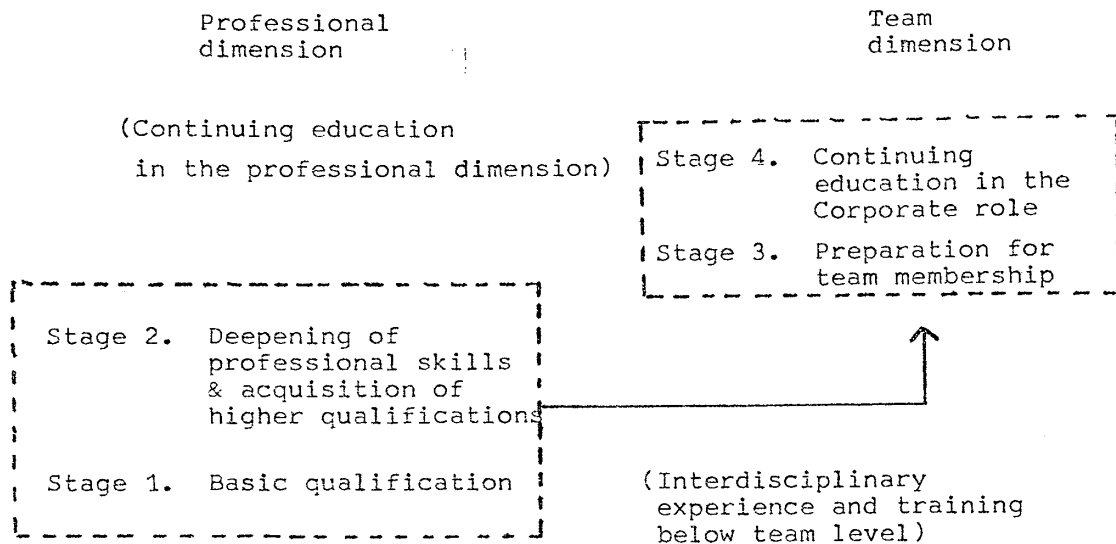 Professional
dimension
Team
dimension
(Continuing education
in the professional dimension)
Stage 4. Continuing
education in the
Corporate role
Stage 3. Preparation for
team membership
Stage 2. Deepening of
professional skills
& acquisition of
higher qualifications
Stage 1. Basic qualification
(Interdisciplinary
experience and training
below team level)